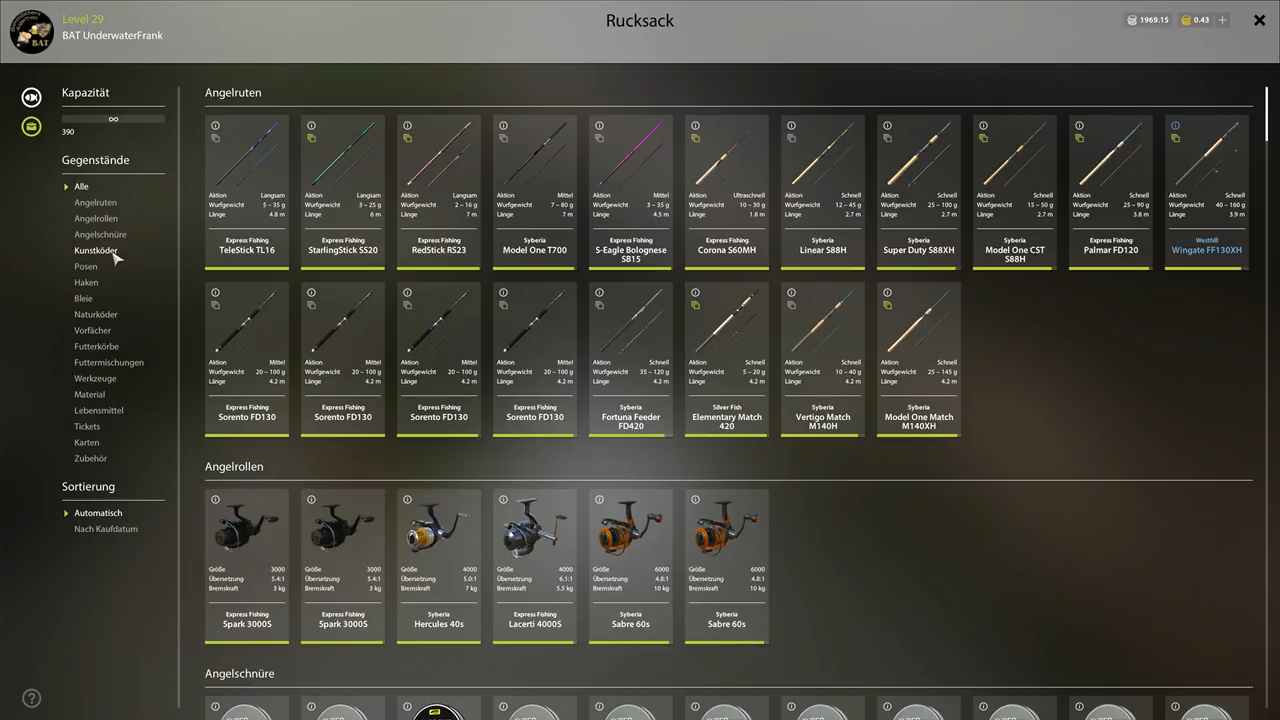 Level 29
BAT UnderwaterFrank
BAT
Rucksack
1969.15
0.43
Kapazität
∞
390
Gegenstände
Alle
Angelruten
Angelrollen
Angelschnüre
Kunstköder
Posen
Haken
Bleie
Naturköder
Vorfächer
Futterkörbe
Futtermischungen
Werkzeuge
Material
Lebensmittel
Tickets
Karten
Zubehör
Sortierung
Automatisch
Nach Kaufdatum
Angelruten
Aktion Langsam
Wurfgewicht 5 – 35 g
Länge 4.8 m
Express Fishing
TeleStick TL16
Aktion Langsam
Wurfgewicht 3 – 25 g
Länge 6 m
Express Fishing
StarlingStick SS20
Aktion Langsam
Wurfgewicht 2 – 16 g
Länge 7 m
Express Fishing
RedStick RS23
Aktion Mittel
Wurfgewicht 7 – 80 g
Länge 7 m
Syberia
Model One T700
Aktion Mittel
Wurfgewicht 3 – 35 g
Länge 4.5 m
Express Fishing
S-Eagle Bolognese
SB15
Aktion Ultraschnell
Wurfgewicht 10 – 30 g
Länge 1.8 m
Express Fishing
Corona S60MH
Aktion Schnell
Wurfgewicht 12 – 45 g
Länge 2.7 m
Syberia
Linear S88H
Aktion Schnell
Wurfgewicht 25 – 100 g
Länge 2.7 m
Express Fishing
Super Duty S88XH
Aktion Schnell
Wurfgewicht 15 – 50 g
Länge 2.7 m
Syberia
Model One CST
S88H
Aktion Schnell
Wurfgewicht 25 – 90 g
Länge 3.8 m
Express Fishing
Palmar FD120
Aktion Schnell
Wurfgewicht 40 – 160 g
Länge 3.9 m
Westhill
Wingate FF130XH
Aktion Mittel
Wurfgewicht 20 – 100 g
Länge 4.2 m
Express Fishing
Sorento FD130
Aktion Mittel
Wurfgewicht 20 – 100 g
Länge 4.2 m
Express Fishing
Sorento FD130
Aktion Mittel
Wurfgewicht 20 – 100 g
Länge 4.2 m
Express Fishing
Sorento FD130
Aktion Mittel
Wurfgewicht 20 – 100 g
Länge 4.2 m
Express Fishing
Sorento FD130
Aktion Schnell
Wurfgewicht 35 – 120 g
Länge 4.2 m
Syberia
Fortuna Feeder
FD420
Aktion Schnell
Wurfgewicht 5 – 20 g
Länge 4.2 m
Silver Fish
Elementary Match
420
Aktion Schnell
Wurfgewicht 10 – 40 g
Länge 4.2 m
Syberia
Vertigo Match
M140H
Aktion Schnell
Wurfgewicht 25 – 145 g
Länge 4.2 m
Syberia
Model One Match
M140XH
Angelrollen
Größe 3000
Übersetzung 5.4:1
Bremskraft 3 kg
Express Fishing
Spark 3000S
Größe 3000
Übersetzung 5.4:1
Bremskraft 3 kg
Express Fishing
Spark 3000S
Größe 4000
Übersetzung 5.0:1
Bremskraft 7 kg
Syberia
Hercules 40s
Größe 4000
Übersetzung 6.1:1
Bremskraft 5.5 kg
Express Fishing
Lacerti 4000S
Größe 6000
Übersetzung 4.8:1
Bremskraft 10 kg
Syberia
Sabre 60s
Größe 6000
Übersetzung 4.8:1
Bremskraft 10 kg
Syberia
Sabre 60s
Angelschnüre